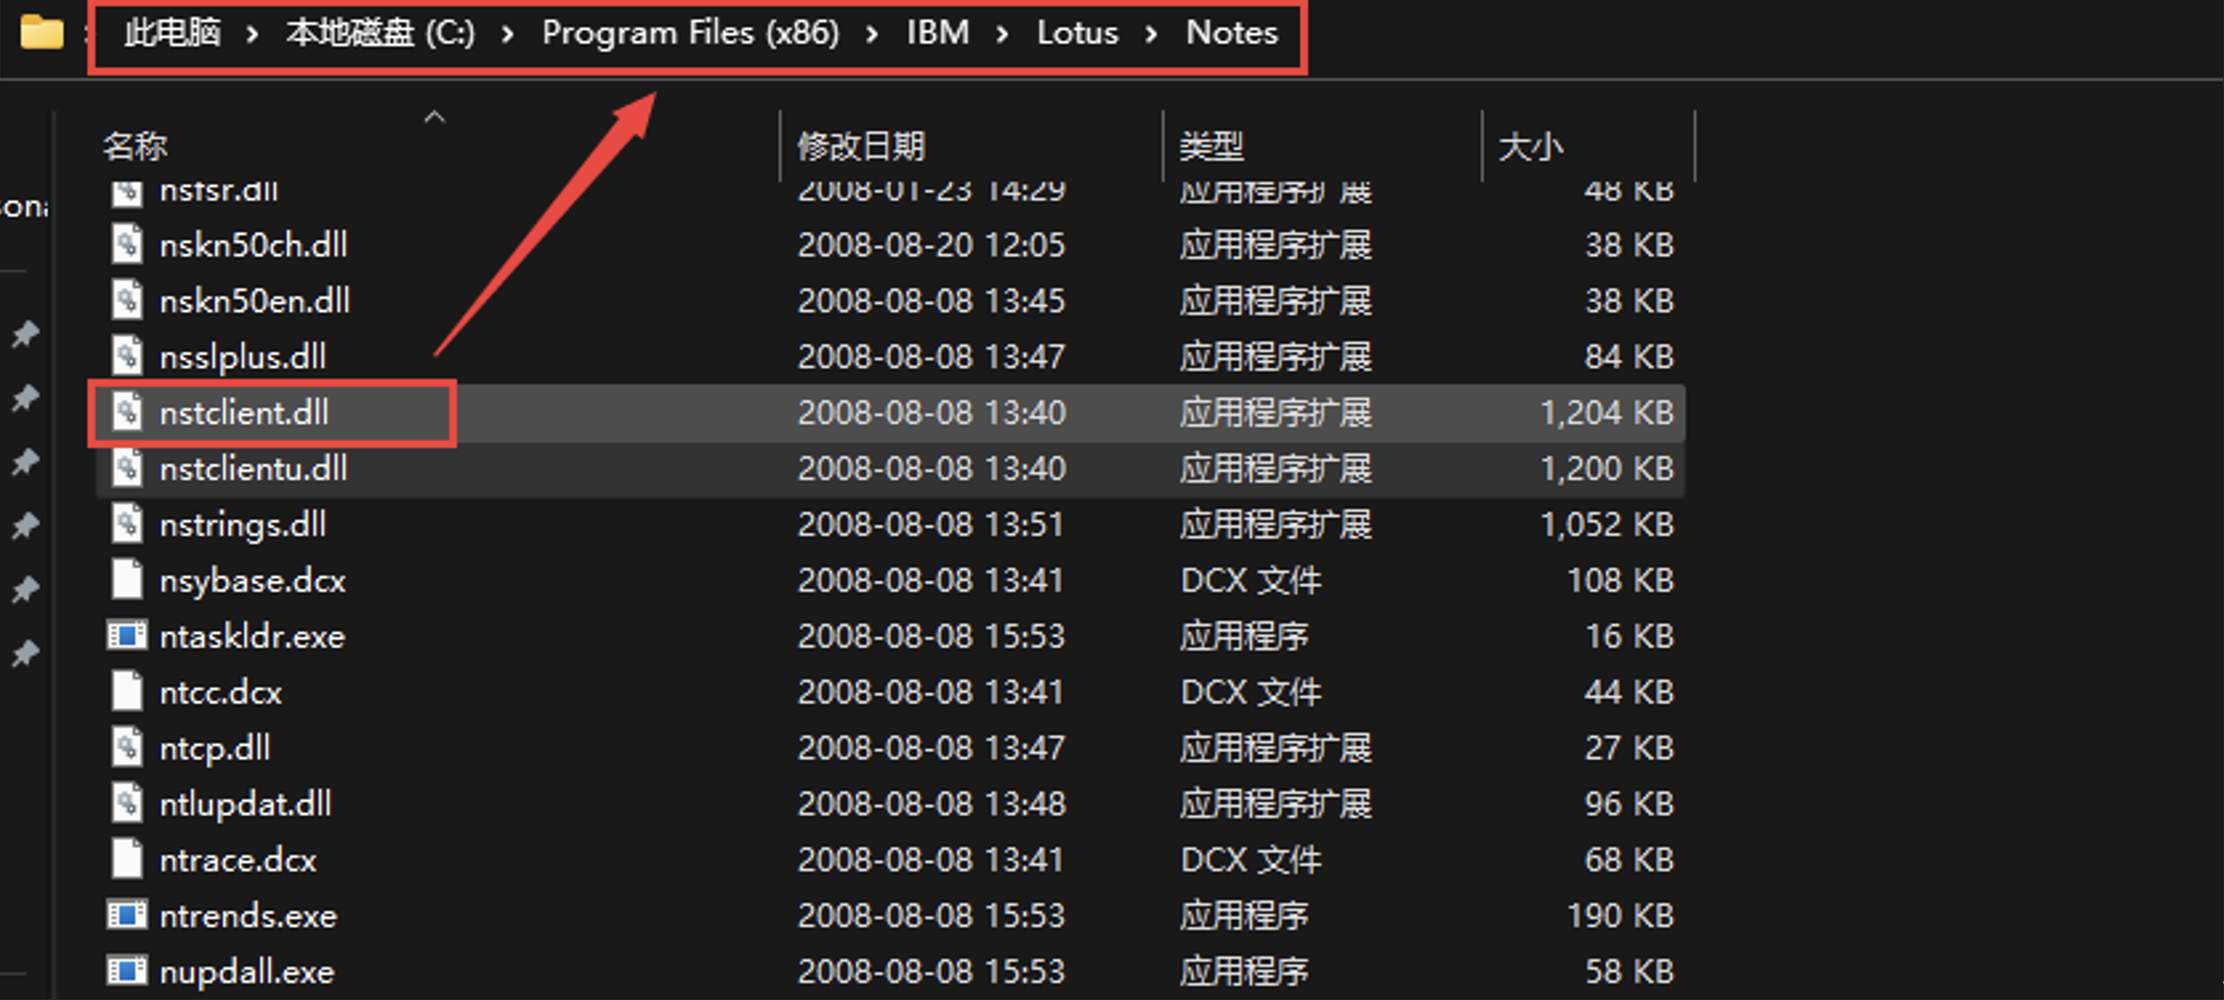 此电脑 › 本地磁盘 (C:) › Program Files (x86) › IBM › Lotus › Notes
名称 修改日期 类型 大小
nsfsr.dll 2008-01-23 14:29 应用程序扩展 48 KB
nskn50ch.dll 2008-08-20 12:05 应用程序扩展 38 KB
nskn50en.dll 2008-08-08 13:45 应用程序扩展 38 KB
nsslplus.dll 2008-08-08 13:47 应用程序扩展 84 KB
nstclient.dll 2008-08-08 13:40 应用程序扩展 1,204 KB
nstclientu.dll 2008-08-08 13:40 应用程序扩展 1,200 KB
nstrings.dll 2008-08-08 13:51 应用程序扩展 1,052 KB
nsybase.dcx 2008-08-08 13:41 DCX 文件 108 KB
ntaskldr.exe 2008-08-08 15:53 应用程序 16 KB
ntcc.dcx 2008-08-08 13:41 DCX 文件 44 KB
ntcp.dll 2008-08-08 13:47 应用程序扩展 27 KB
ntlupdat.dll 2008-08-08 13:48 应用程序扩展 96 KB
ntrace.dcx 2008-08-08 13:41 DCX 文件 68 KB
ntrends.exe 2008-08-08 15:53 应用程序 190 KB
nupdall.exe 2008-08-08 15:53 应用程序 58 KB